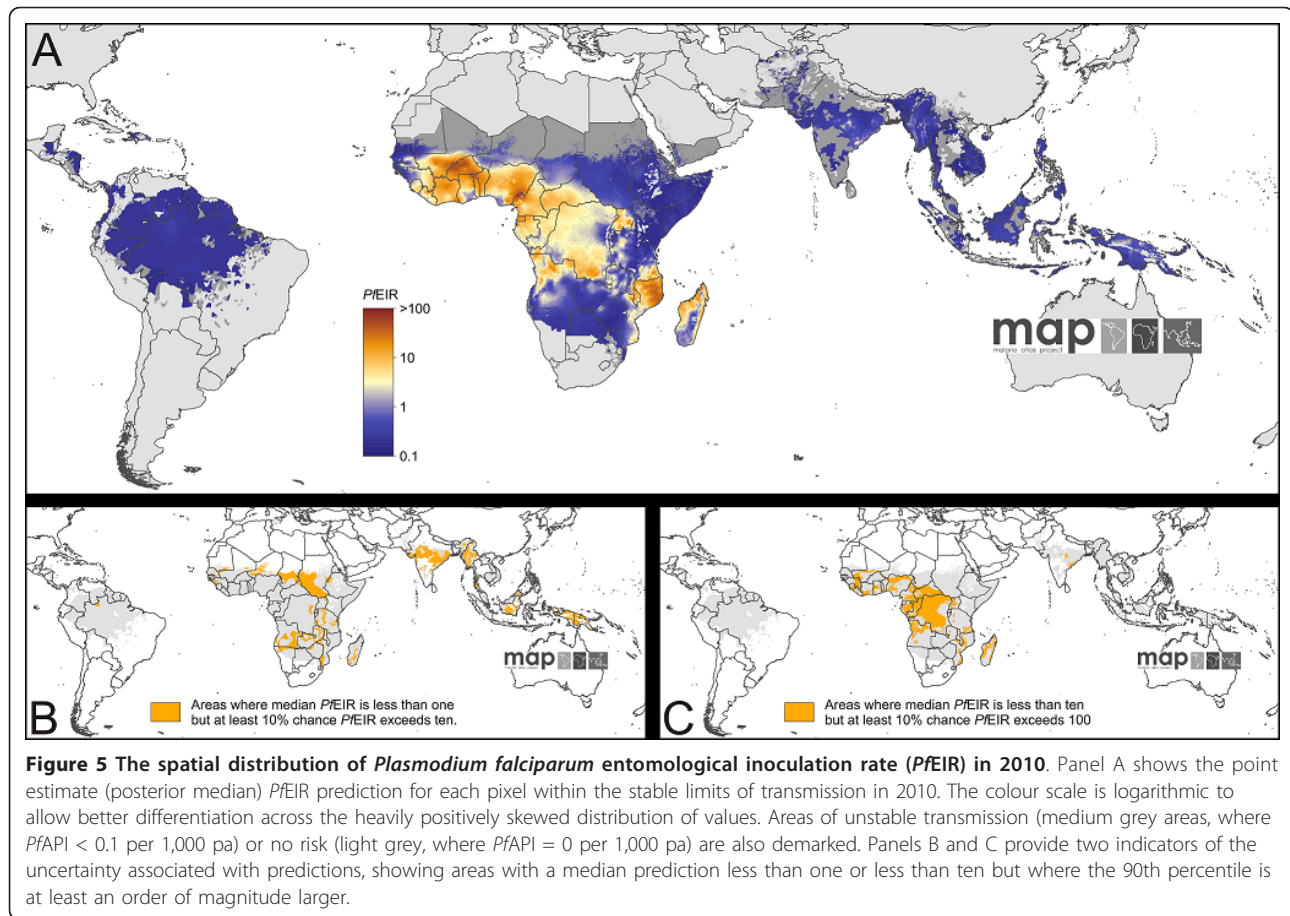 A
PfEIR
>100
10
1
0.1
map
malaria atlas project
B
Areas where median PfEIR is less than one
but at least 10% chance PfEIR exceeds ten.
map
C
Areas where median PfEIR is less than ten
but at least 10% chance PfEIR exceeds 100
map
Figure 5 The spatial distribution of Plasmodium falciparum entomological inoculation rate (PfEIR) in 2010. Panel A shows the point
estimate (posterior median) PfEIR prediction for each pixel within the stable limits of transmission in 2010. The colour scale is logarithmic to
allow better differentiation across the heavily positively skewed distribution of values. Areas of unstable transmission (medium grey areas, where
PfAPI < 0.1 per 1,000 pa) or no risk (light grey, where PfAPI = 0 per 1,000 pa) are also demarked. Panels B and C provide two indicators of the
uncertainty associated with predictions, showing areas with a median prediction less than one or less than ten but where the 90th percentile is
at least an order of magnitude larger.